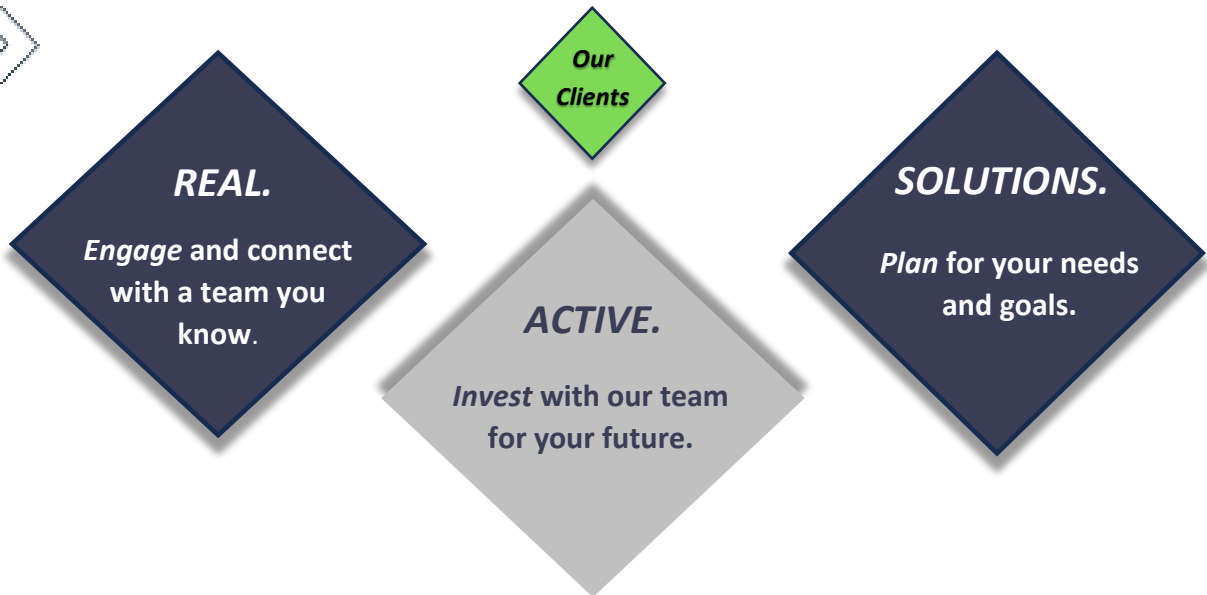 Our
Clients
REAL.
Engage and connect
with a team you
know.
ACTIVE.
Invest with our team
for your future.
SOLUTIONS.
Plan for your needs
and goals.